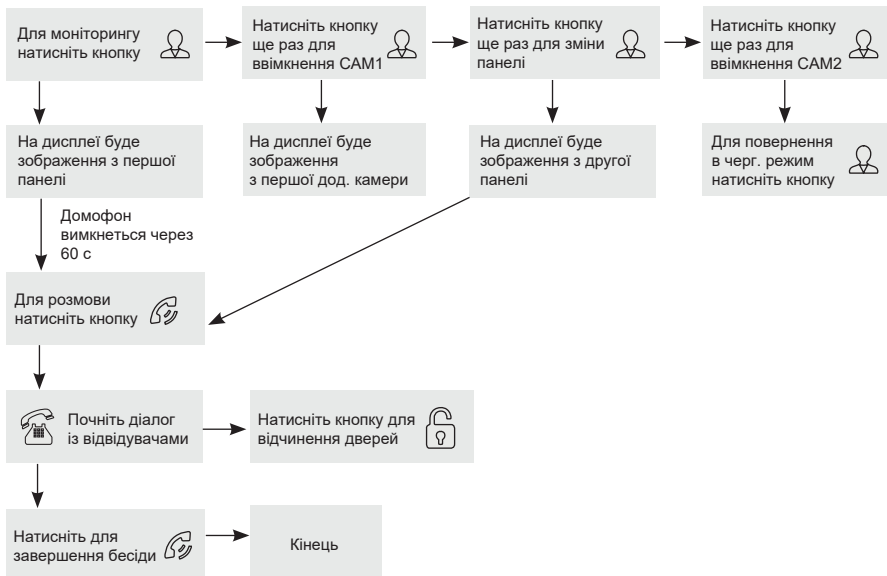 Для моніторингу
натисніть кнопку
Натисніть кнопку
ще раз для
ввімкнення САМ1
Натисніть кнопку
ще раз для зміни
панелі
Натисніть кнопку
ще раз для
ввімкнення САМ2
На дисплеї буде
зображення з першої
панелі
На дисплеї буде
зображення
з першої дод. камери
На дисплеї буде
зображення з другої
панелі
Для повернення
в черг. режим
натисніть кнопку
Домофон
вимкнеться через
60 с
Для розмови
натисніть кнопку
Почніть діалог
із відвідувачами
Натисніть кнопку для
відчинення дверей
Натисніть для
завершення бесіди
Кінець